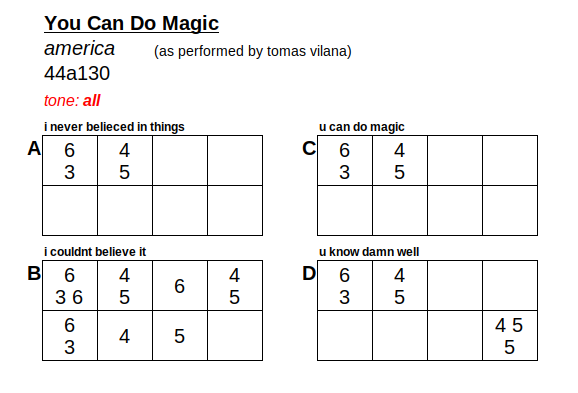 You Can Do Magic
america (as performed by tomas vilana)
44a130
tone: all
i never belieced in things
A 6 4
3 5
u can do magic
C 6 4
3 5
i couldnt believe it
B 6 4 6 4
3 6 5 5
6 4 5
3
u know damn well
D 6 4
3 5
4 5
5